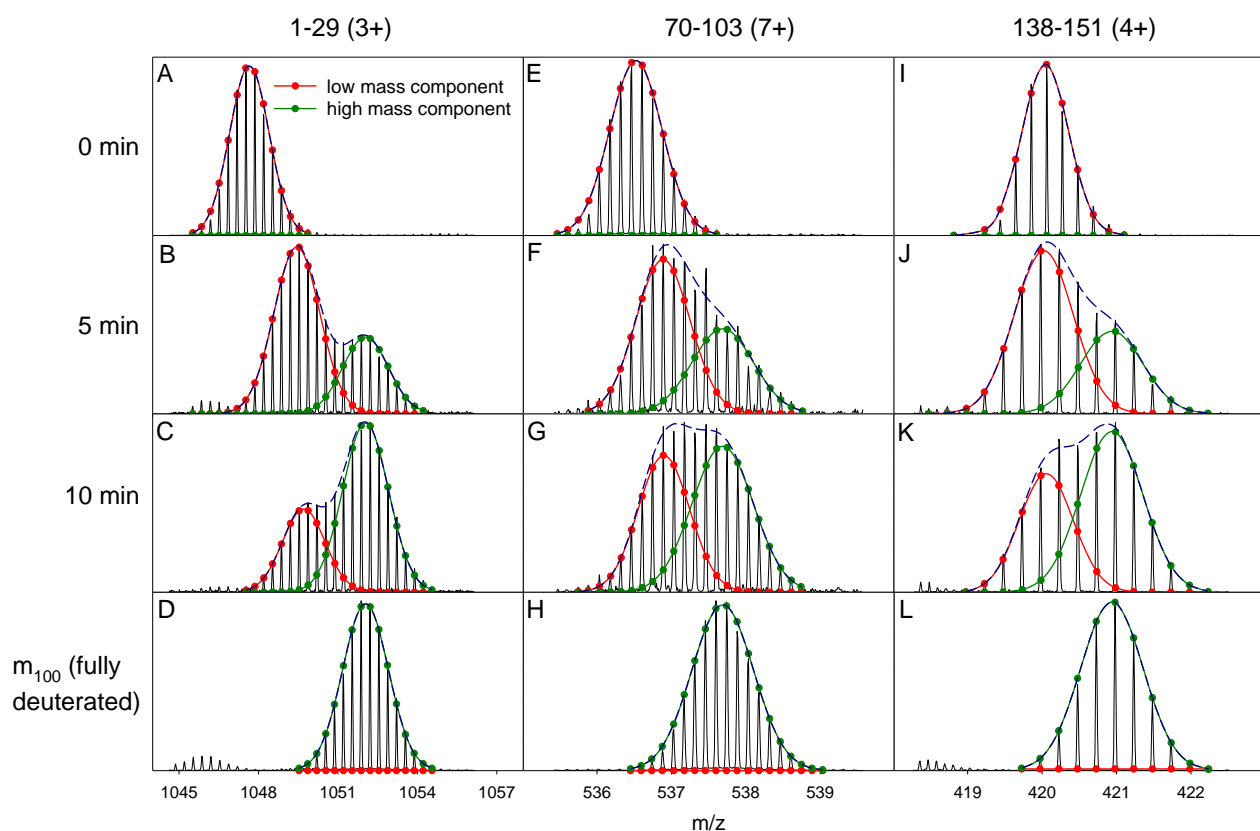 1-29 (3+) 70-103 (7+) 138-151 (4+)
A E I
low mass component
high mass component
0 min
B F J
5 min
C G K
10 min
D H L
m100 (fully
deuterated)
1045 1048 1051 1054 1057 536 537 538 539 419 420 421 422
m/z